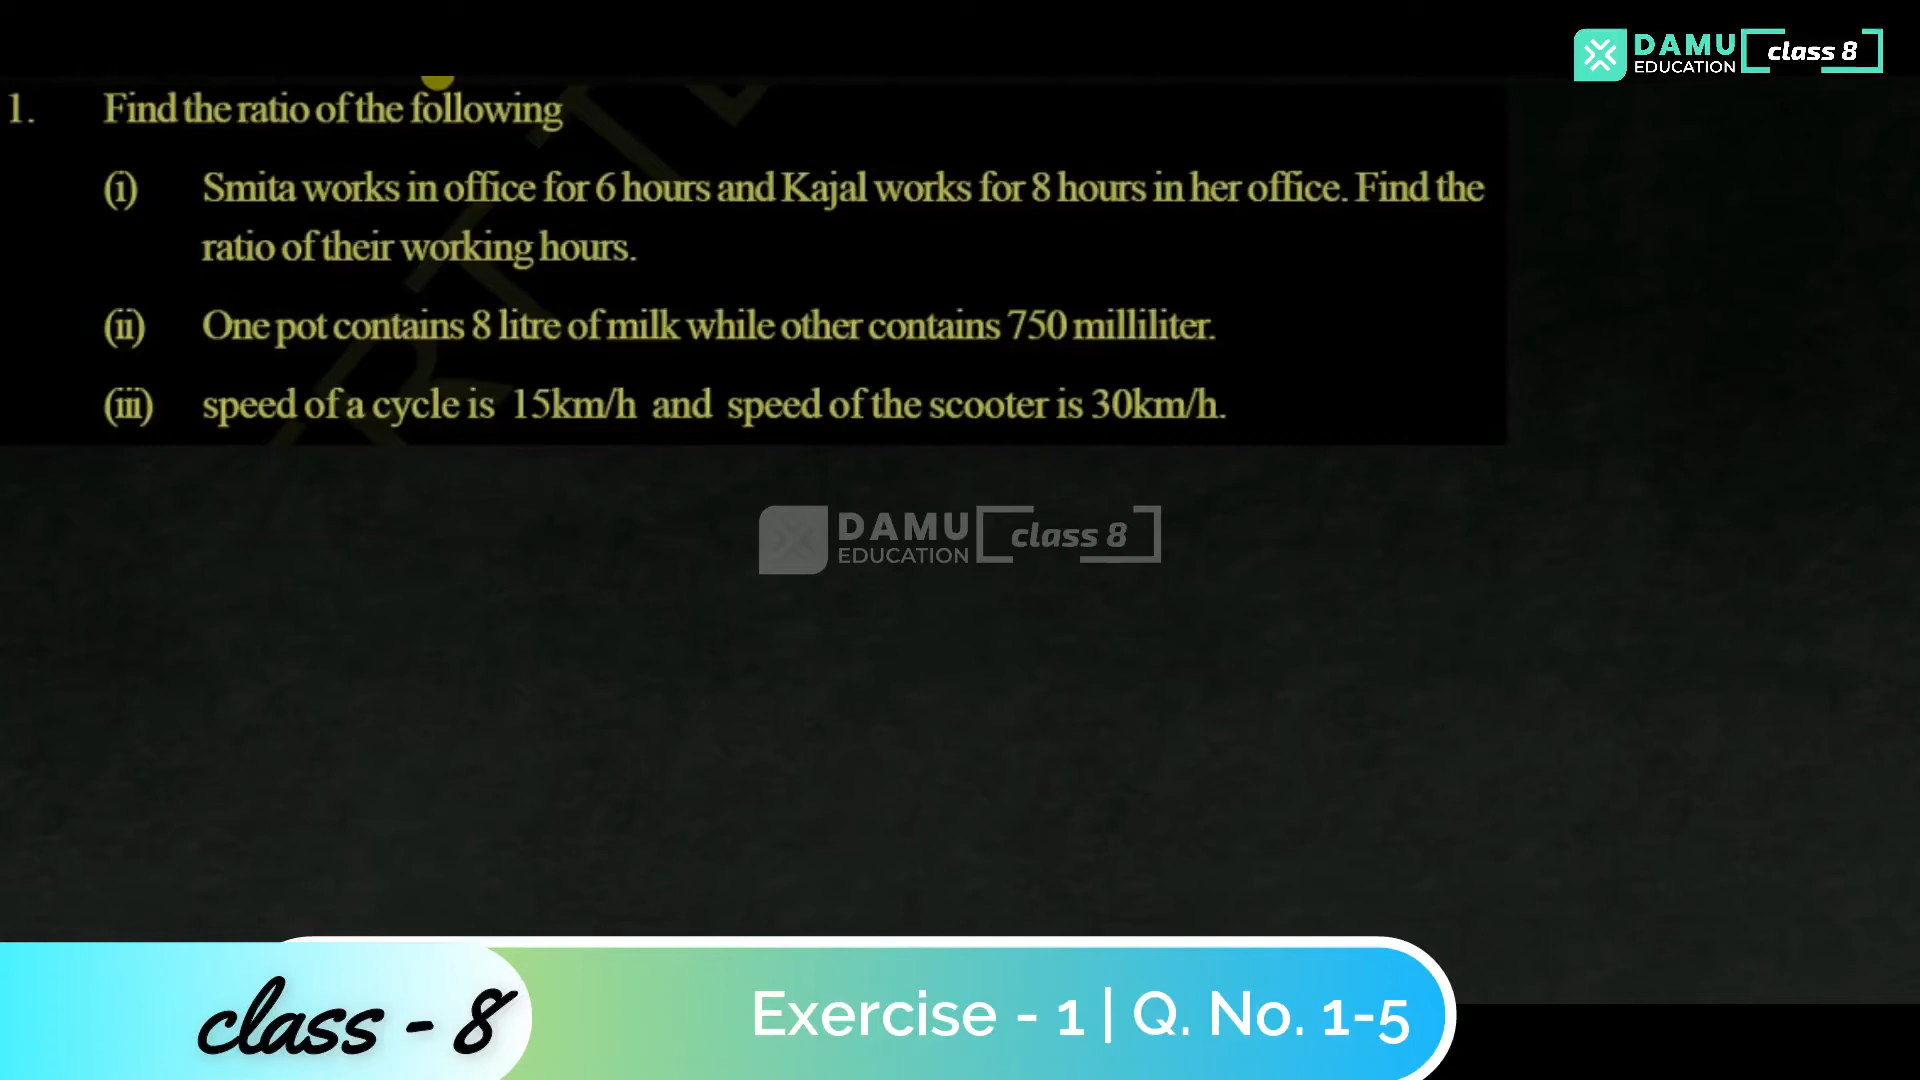 DAMU
EDUCATION
class 8
1. Find the ratio of the following
(i) Smita works in office for 6 hours and Kajal works for 8 hours in her office. Find the
ratio of their working hours.
(ii) One pot contains 8 litre of milk while other contains 750 milliliter.
(iii) speed of a cycle is 15km/h and speed of the scooter is 30km/h.
DAMU
EDUCATION
class 8
class - 8
Exercise - 1 | Q. No. 1-5